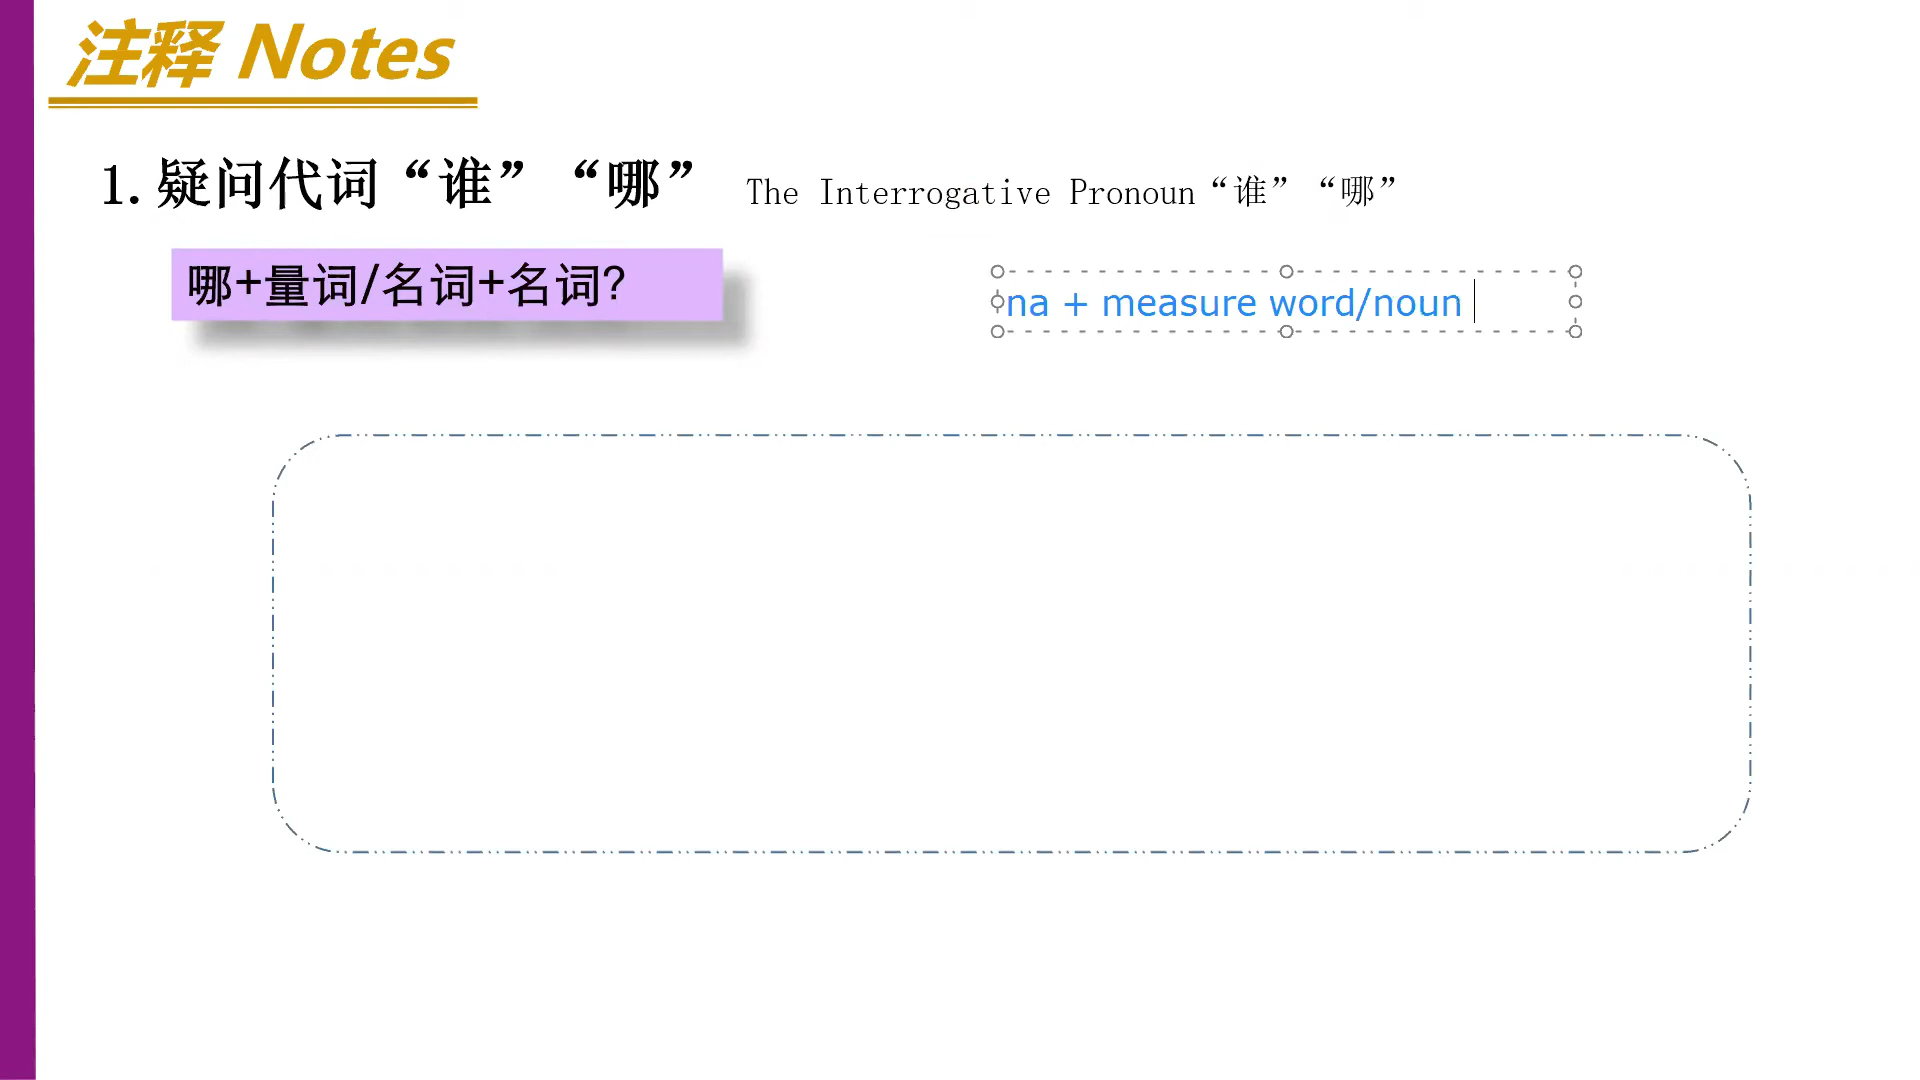 注释 Notes
1.疑问代词“谁”“哪” The Interrogative Pronoun“谁”“哪”
哪+量词/名词+名词?
na + measure word/noun